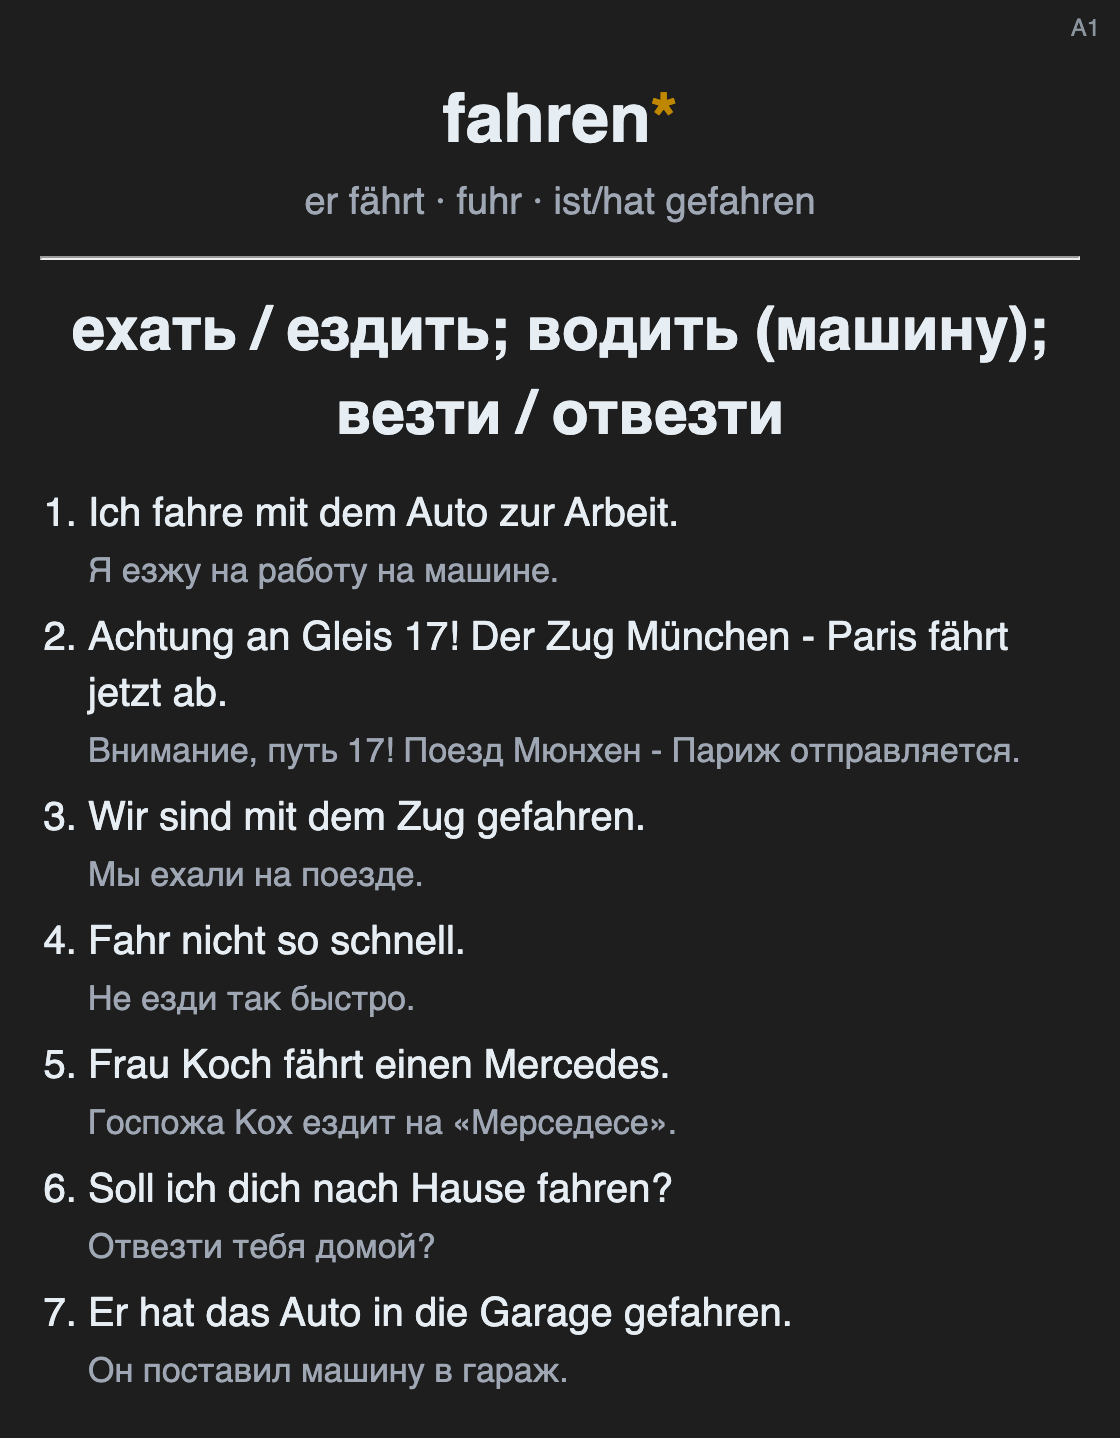 A1
fahren*
er fährt · fuhr · ist/hat gefahren
ехать / ездить; водить (машину);
везти / отвезти
1. Ich fahre mit dem Auto zur Arbeit.
Я езжу на работу на машине.
2. Achtung an Gleis 17! Der Zug München - Paris fährt
jetzt ab.
Внимание, путь 17! Поезд Мюнхен - Париж отправляется.
3. Wir sind mit dem Zug gefahren.
Мы ехали на поезде.
4. Fahr nicht so schnell.
Не езди так быстро.
5. Frau Koch fährt einen Mercedes.
Госпожа Кох ездит на «Мерседесе».
6. Soll ich dich nach Hause fahren?
Отвезти тебя домой?
7. Er hat das Auto in die Garage gefahren.
Он поставил машину в гараж.